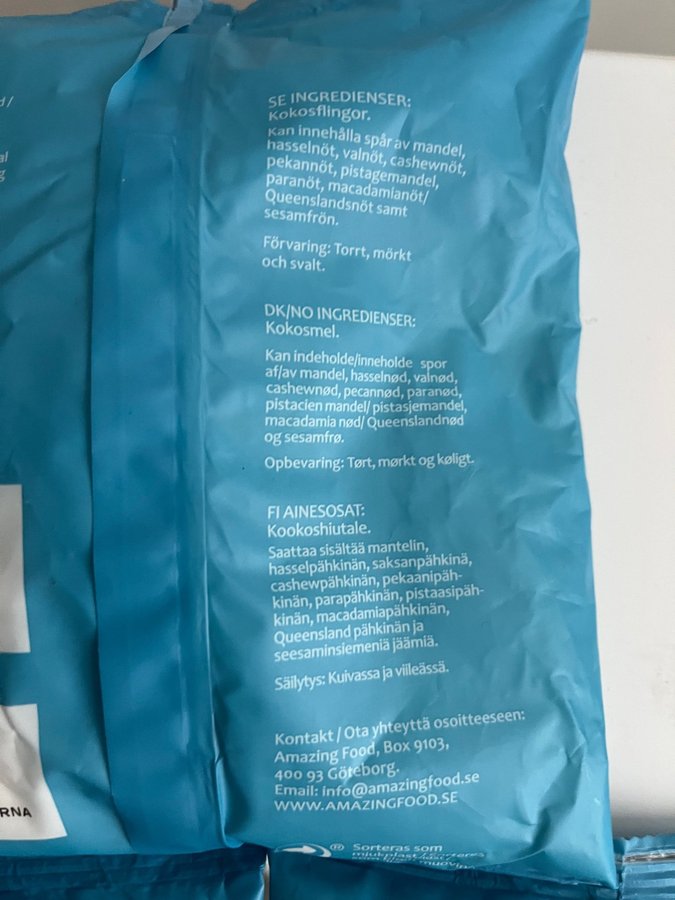 d/
al
g
RNA
SE INGREDIENSER:
Kokosflingor.
Kan innehålla spår av mandel,
hasselnöt, valnöt, cashewnöt,
pekannöt, pistagemandel,
paranöt, macadamianöt/
Queenslandsnöt samt
sesamfrön.
Förvaring: Torrt, mörkt
och svalt.
DK/NO INGREDIENSER:
Kokosmel.
Kan indeholde/inneholde spor
af/av mandel, hasselnød, valnød,
cashewnød, pecannød, paranød,
pistacien mandel/ pistasjemandel,
macadamia nød/ Queenslandnød
og sesamfrø.
Opbevaring: Tørt, mørkt og køligt.
FI AINESOSAT:
Kookoshiutale.
Saattaa sisältää mantelin,
hasselpähkinän, saksanpähkinä,
cashewpähkinän, pekaanipäh-
kinän, parapähkinän, pistaasipäh-
kinän, macadamiapähkinän,
Queensland pähkinän ja
seesaminsiemeniä jäämiä.
Säilytys: Kuivassa ja viileässä.
Kontakt / Ota yhteyttä osoitteeseen:
Amazing Food, Box 9103,
400 93 Göteborg.
Email: info@amazingfood.se
WWW.AMAZINGFOOD.SE
® Sorteras som
mjukplast